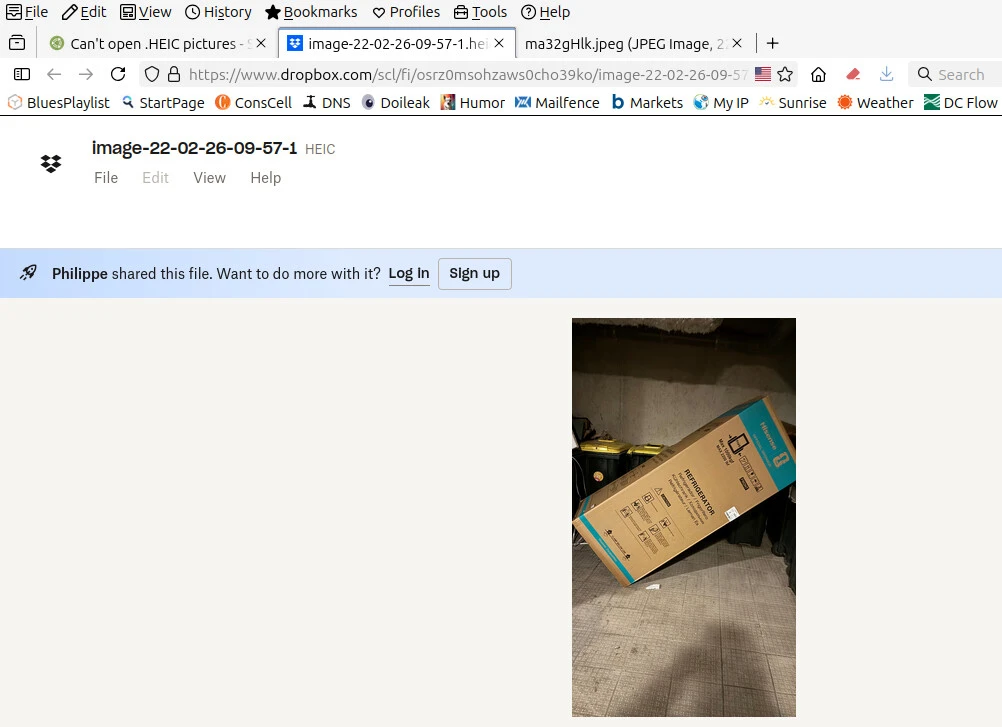 File Edit View History Bookmarks Profiles Tools Help
Can't open .HEIC pictures - S
image-22-02-26-09-57-1.hei
ma32gHlk.jpeg (JPEG Image, 2
https://www.dropbox.com/scl/fi/osrz0msohzaws0cho39ko/image-22-02-26-09-57
Search
BluesPlaylist StartPage ConsCell DNS Doileak Humor Mailfence Markets My IP Sunrise Weather DC Flow
image-22-02-26-09-57-1 HEIC
File Edit View Help
Philippe shared this file. Want to do more with it? Log in Sign up
Hisense
REFRIGERATOR